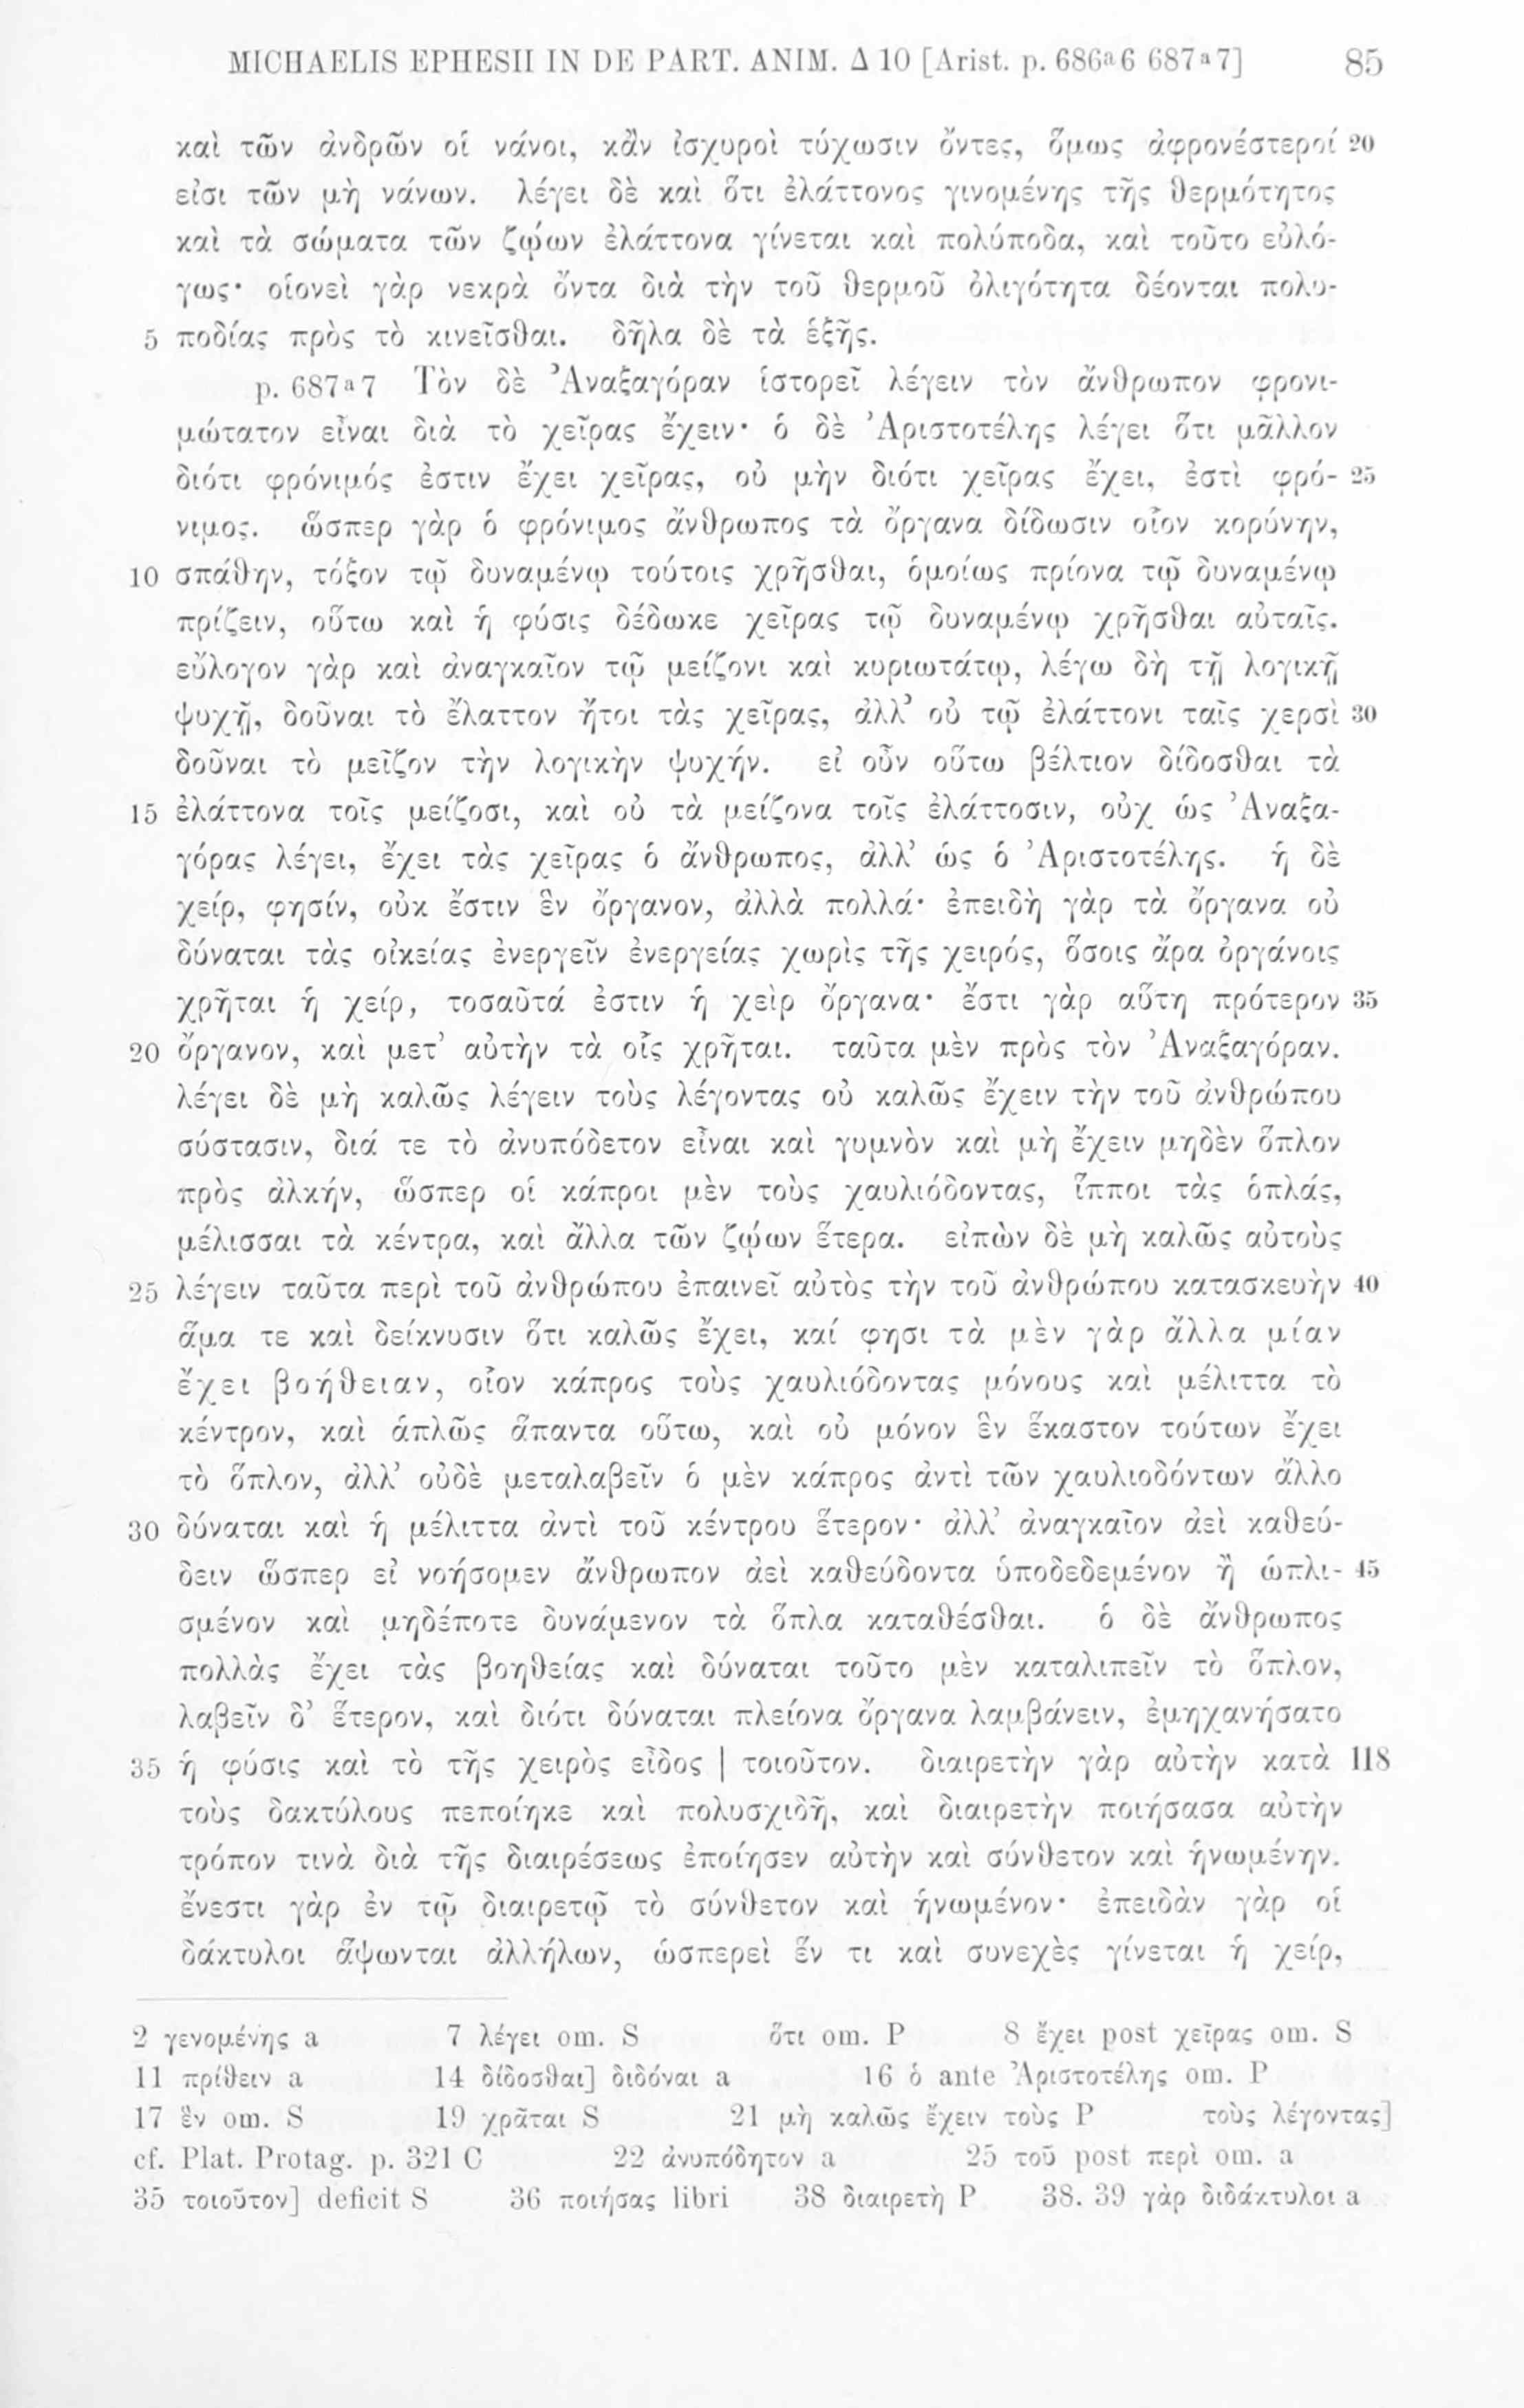 MICHAELIS EPHESII IN DE PART. ANIM. Δ 10 [Arist. p. 686ᵃ6 687ᵃ7] 85
καὶ τῶν ἀνδρῶν οἱ νάνοι, κἂν ἰσχυροὶ τύχωσιν ὄντες, ὅμως ἀφρονέστεροί 20
εἰσι τῶν μὴ νάνων. λέγει δὲ καὶ ὅτι ἐλάττονος γινομένης τῆς θερμότητος
καὶ τὰ σώματα τῶν ζῴων ἐλάττονα γίνεται καὶ πολύποδα, καὶ τοῦτο εὐλό-
γως· οἱονεὶ γὰρ νεκρὰ ὄντα διὰ τὴν τοῦ θερμοῦ ὀλιγότητα δέονται πολυ-
5 ποδίας πρὸς τὸ κινεῖσθαι. δῆλα δὲ τὰ ἑξῆς.
p. 687ᵃ7 Τὸν δὲ Ἀναξαγόραν ἱστορεῖ λέγειν τὸν ἄνθρωπον φρονι-
μώτατον εἶναι διὰ τὸ χεῖρας ἔχειν· ὁ δὲ Ἀριστοτέλης λέγει ὅτι μᾶλλον
διότι φρόνιμός ἐστιν ἔχει χεῖρας, οὐ μὴν διότι χεῖρας ἔχει, ἐστὶ φρό- 25
νιμος. ὥσπερ γὰρ ὁ φρόνιμος ἄνθρωπος τὰ ὄργανα δίδωσιν οἷον κορύνην,
10 σπάθην, τόξον τῷ δυναμένῳ τούτοις χρῆσθαι, ὁμοίως πρίονα τῷ δυναμένῳ
πρίζειν, οὕτω καὶ ἡ φύσις δέδωκε χεῖρας τῷ δυναμένῳ χρῆσθαι αὐταῖς.
εὔλογον γὰρ καὶ ἀναγκαῖον τῷ μείζονι καὶ κυριωτάτῳ, λέγω δὴ τῇ λογικῇ
ψυχῇ, δοῦναι τὸ ἔλαττον ἤτοι τὰς χεῖρας, ἀλλ’ οὐ τῷ ἐλάττονι ταῖς χερσὶ 30
δοῦναι τὸ μεῖζον τὴν λογικὴν ψυχήν. εἰ οὖν οὕτω βέλτιον δίδοσθαι τὰ
15 ἐλάττονα τοῖς μείζοσι, καὶ οὐ τὰ μείζονα τοῖς ἐλάττοσιν, οὐχ ὡς Ἀναξα-
γόρας λέγει, ἔχει τὰς χεῖρας ὁ ἄνθρωπος, ἀλλ’ ὡς ὁ Ἀριστοτέλης. ἡ δὲ
χείρ, φησίν, οὐκ ἔστιν ἓν ὄργανον, ἀλλὰ πολλά· ἐπειδὴ γὰρ τὰ ὄργανα οὐ
δύναται τὰς οἰκείας ἐνεργεῖν ἐνεργείας χωρὶς τῆς χειρός, ὅσοις ἄρα ὀργάνοις
χρῆται ἡ χείρ, τοσαῦτά ἐστιν ἡ χεὶρ ὄργανα· ἔστι γὰρ αὕτη πρότερον 35
20 ὄργανον, καὶ μετ’ αὐτὴν τὰ οἷς χρῆται. ταῦτα μὲν πρὸς τὸν Ἀναξαγόραν.
λέγει δὲ μὴ καλῶς λέγειν τοὺς λέγοντας οὐ καλῶς ἔχειν τὴν τοῦ ἀνθρώπου
σύστασιν, διά τε τὸ ἀνυπόδετον εἶναι καὶ γυμνὸν καὶ μὴ ἔχειν μηδὲν ὅπλον
πρὸς ἀλκήν, ὥσπερ οἱ κάπροι μὲν τοὺς χαυλιόδοντας, ἵπποι τὰς ὁπλάς,
μέλισσαι τὰ κέντρα, καὶ ἄλλα τῶν ζῴων ἕτερα. εἰπὼν δὲ μὴ καλῶς αὐτοὺς
25 λέγειν ταῦτα περὶ τοῦ ἀνθρώπου ἐπαινεῖ αὐτὸς τὴν τοῦ ἀνθρώπου κατασκευὴν 40
ἅμα τε καὶ δείκνυσιν ὅτι καλῶς ἔχει, καί φησι τὰ μὲν γὰρ ἄλλα μίαν
ἔχει βοήθειαν, οἷον κάπρος τοὺς χαυλιόδοντας μόνους καὶ μέλιττα τὸ
κέντρον, καὶ ἁπλῶς ἅπαντα οὕτω, καὶ οὐ μόνον ἓν ἕκαστον τούτων ἔχει
τὸ ὅπλον, ἀλλ’ οὐδὲ μεταλαβεῖν ὁ μὲν κάπρος ἀντὶ τῶν χαυλιοδόντων ἄλλο
30 δύναται καὶ ἡ μέλιττα ἀντὶ τοῦ κέντρου ἕτερον· ἀλλ’ ἀναγκαῖον ἀεὶ καθεύ-
δειν ὥσπερ εἰ νοήσομεν ἄνθρωπον ἀεὶ καθεύδοντα ὑποδεδεμένον ἢ ὡπλι- 45
σμένον καὶ μηδέποτε δυνάμενον τὰ ὅπλα καταθέσθαι. ὁ δὲ ἄνθρωπος
πολλὰς ἔχει τὰς βοηθείας καὶ δύναται τοῦτο μὲν καταλιπεῖν τὸ ὅπλον,
λαβεῖν δ’ ἕτερον, καὶ διότι δύναται πλείονα ὄργανα λαμβάνειν, ἐμηχανήσατο
35 ἡ φύσις καὶ τὸ τῆς χειρὸς εἶδος | τοιοῦτον. διαιρετὴν γὰρ αὐτὴν κατὰ 118
τοὺς δακτύλους πεποίηκε καὶ πολυσχιδῆ, καὶ διαιρετὴν ποιήσασα αὐτὴν
τρόπον τινὰ διὰ τῆς διαιρέσεως ἐποίησεν αὐτὴν καὶ σύνθετον καὶ ἡνωμένην.
ἔνεστι γὰρ ἐν τῷ διαιρετῷ τὸ σύνθετον καὶ ἡνωμένον· ἐπειδὰν γὰρ οἱ
δάκτυλοι ἅψωνται ἀλλήλων, ὡσπερεὶ ἕν τι καὶ συνεχὲς γίνεται ἡ χείρ,
2 γενομένης a 7 λέγει om. S ὅτι om. P 8 ἔχει post χεῖρας om. S
11 πρίθειν a 14 δίδοσθαι] διδόναι a 16 ὁ ante Ἀριστοτέλης om. P
17 ἓν om. S 19 χρᾶται S 21 μὴ καλῶς ἔχειν τοὺς P τοὺς λέγοντας]
cf. Plat. Protag. p. 321 C 22 ἀνυπόδητον a 25 τοῦ post περὶ om. a
35 τοιοῦτον] deficit S 36 ποιήσας libri 38 διαιρετὴ P 38. 39 γὰρ διδάκτυλοι a